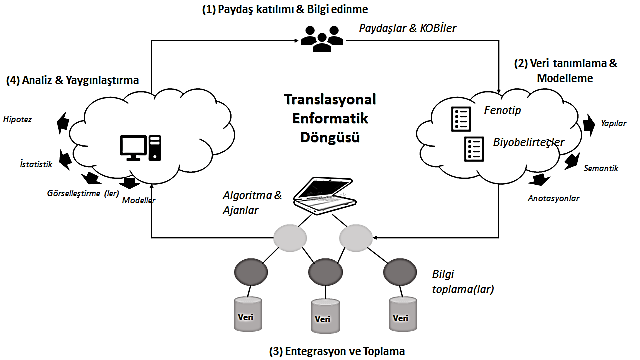 (1) Paydaş katılımı & Bilgi edinme
Paydaşlar & KOBİler
(2) Veri tanımlama &
Modelleme
(4) Analiz & Yaygınlaştırma
Translasyonal
Enformatik
Döngüsü
Fenotip
Biyobelirteçler
Yapılar
Semantik
Anotasyonlar
Hipotez
İstatistik
Görselleştirme (ler)
Modeller
Algoritma &
Ajanlar
Bilgi
toplama(lar)
Veri
Veri
Veri
(3) Entegrasyon ve Toplama